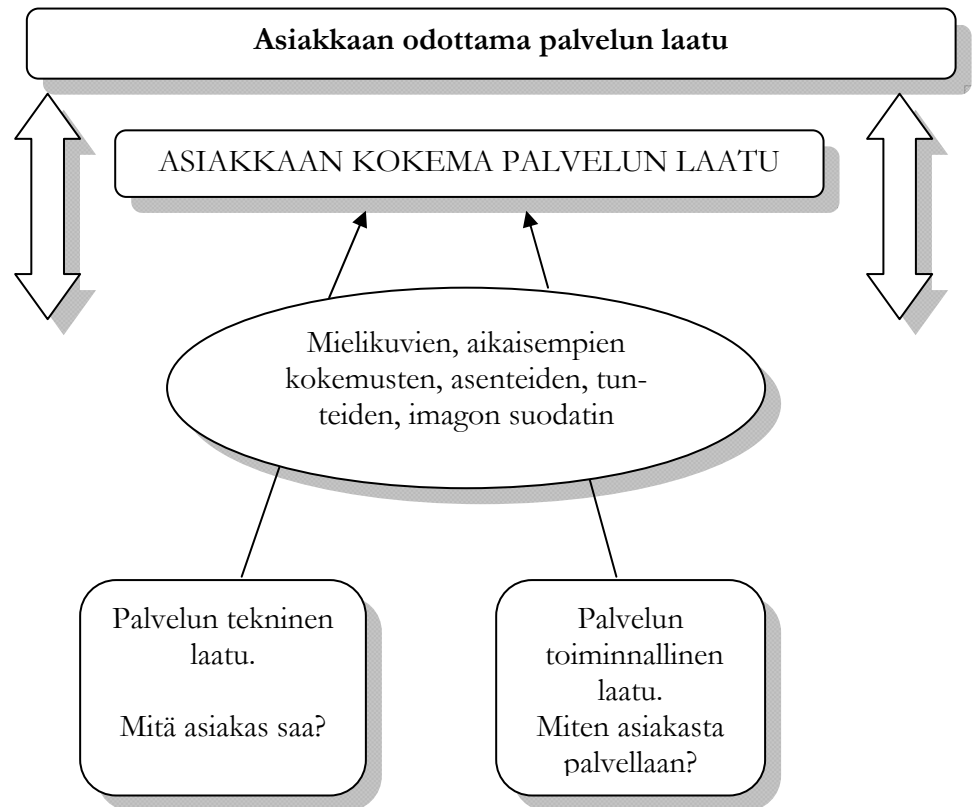 Asiakkaan odottama palvelun laatu
ASIAKKAAN KOKEMA PALVELUN LAATU
Mielikuvien, aikaisempien
kokemusten, asenteiden, tun-
teiden, imagon suodatin
Palvelun tekninen
laatu.
Mitä asiakas saa?
Palvelun
toiminnallinen
laatu.
Miten asiakasta
palvellaan?